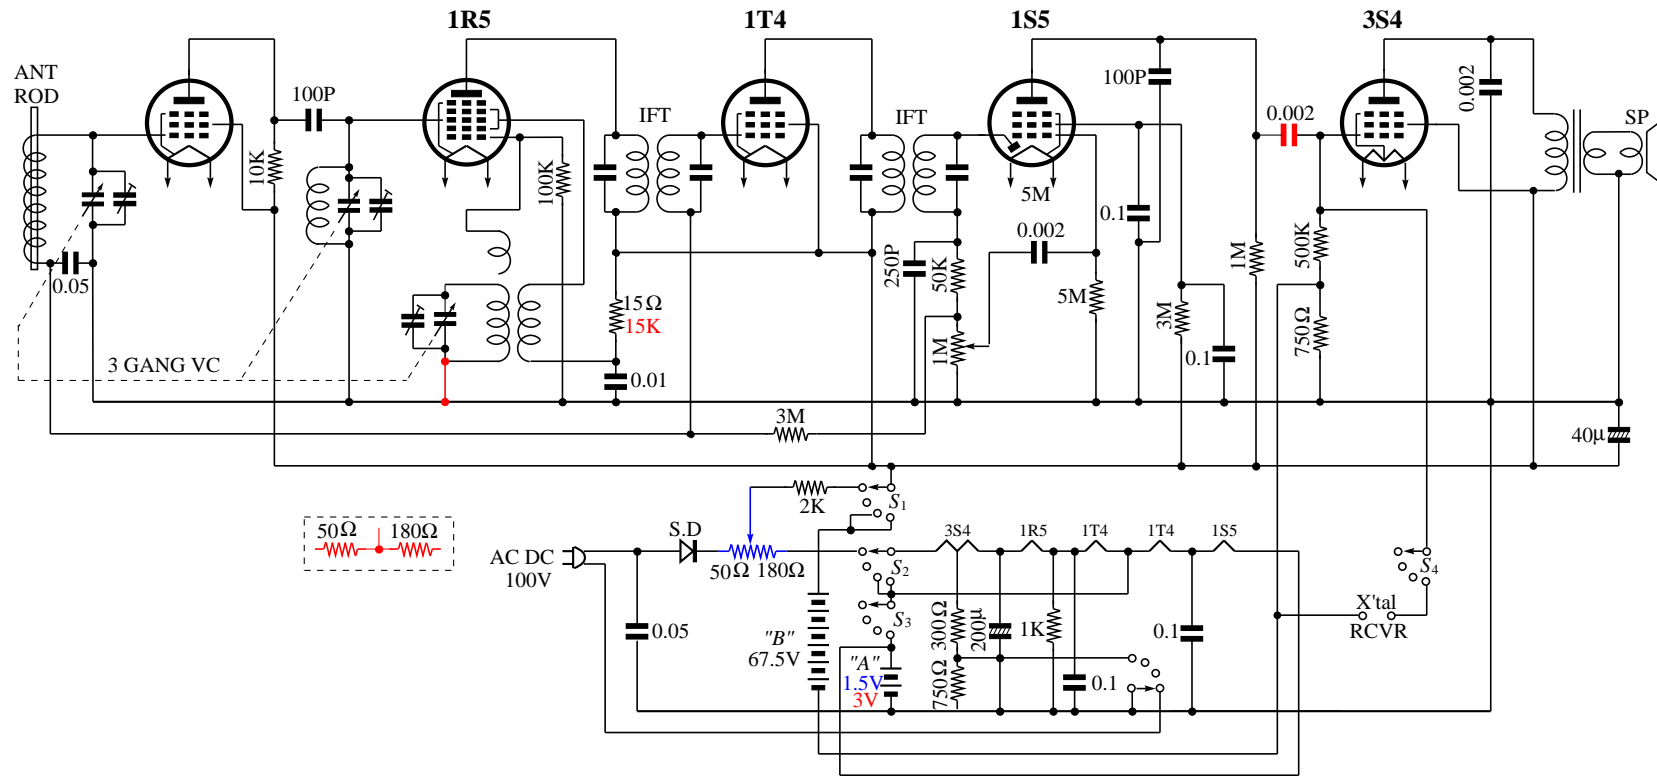 1R5
1T4
1S5
3S4
ANT
ROD
100P
10K
0.05
3 GANG VC
100K
IFT
15Ω
15K
0.01
IFT
250P
50K
1M
3M
5M
0.002
5M
100P
0.1
3M
0.1
1M
0.002
500K
750Ω
0.002
SP
40μ
50Ω
180Ω
AC DC
100V
S.D
50Ω
180Ω
2K
S1
S2
S3
0.05
"B"
67.5V
"A"
1.5V
3V
3S4
1R5
1T4
1T4
1S5
300Ω
200μ
750Ω
1K
0.1
0.1
S4
X'tal
RCVR